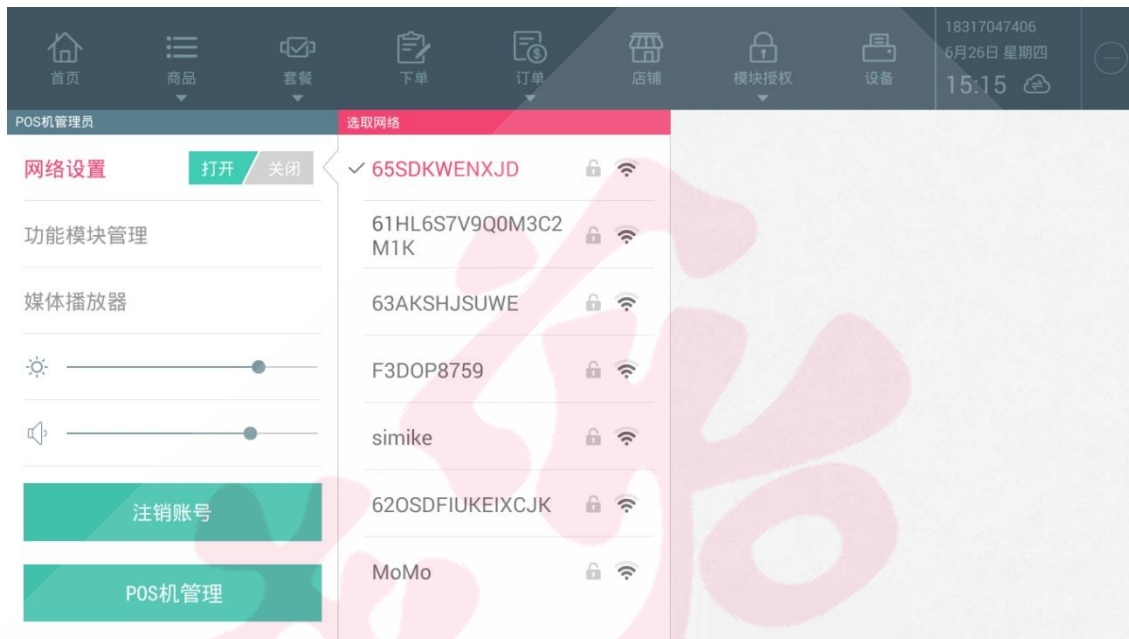 首页
商品
套餐
下单
订单
店铺
模块授权
设备
18317047406
6月26日 星期四
15:15
POS机管理员
选取网络
网络设置
打开
关闭
功能模块管理
媒体播放器
注销账号
POS机管理
65SDKWENXJD
61HL6S7V9Q0M3C2
M1K
63AKSHJSUWE
F3DOP8759
simike
62OSDFIUKEIXCJK
MoMo